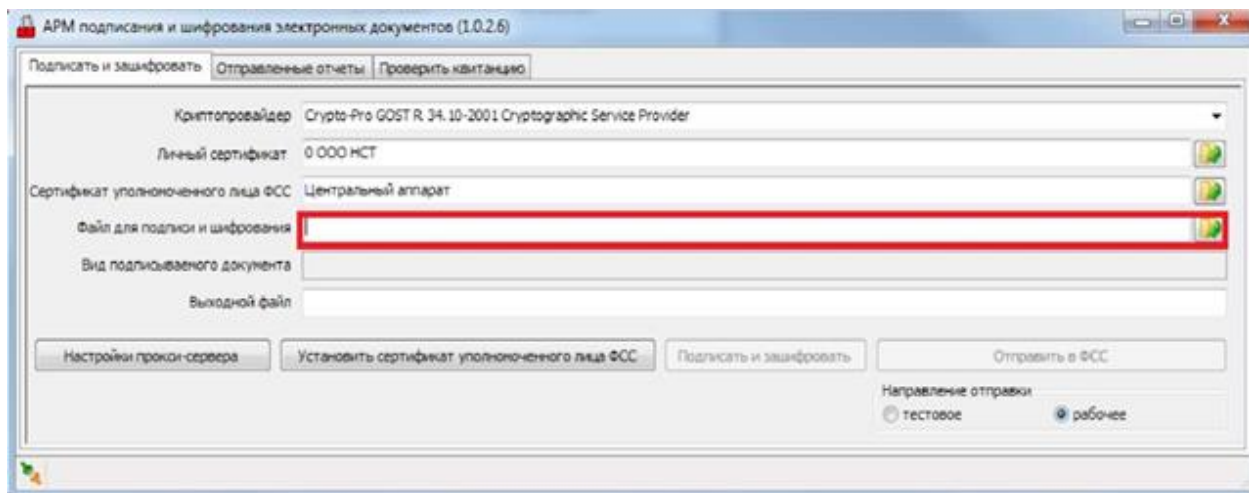 АРМ подписания и шифрования электронных документов (1.0.2.6)
Подписать и зашифровать Отправленные отчеты Проверить квитанцию
Криптопровайдер Crypto-Pro GOST R 34.10-2001 Cryptographic Service Provider
Личный сертификат 0 ООО НСТ
Сертификат уполномоченного лица ФСС Центральный аппарат
Файл для подписи и шифрования
Вид подписываемого документа
Выходной файл
Настройки прокси-сервера Установить сертификат уполномоченного лица ФСС Подписать и зашифровать Отправить в ФСС
Направление отправки
тестовое рабочее